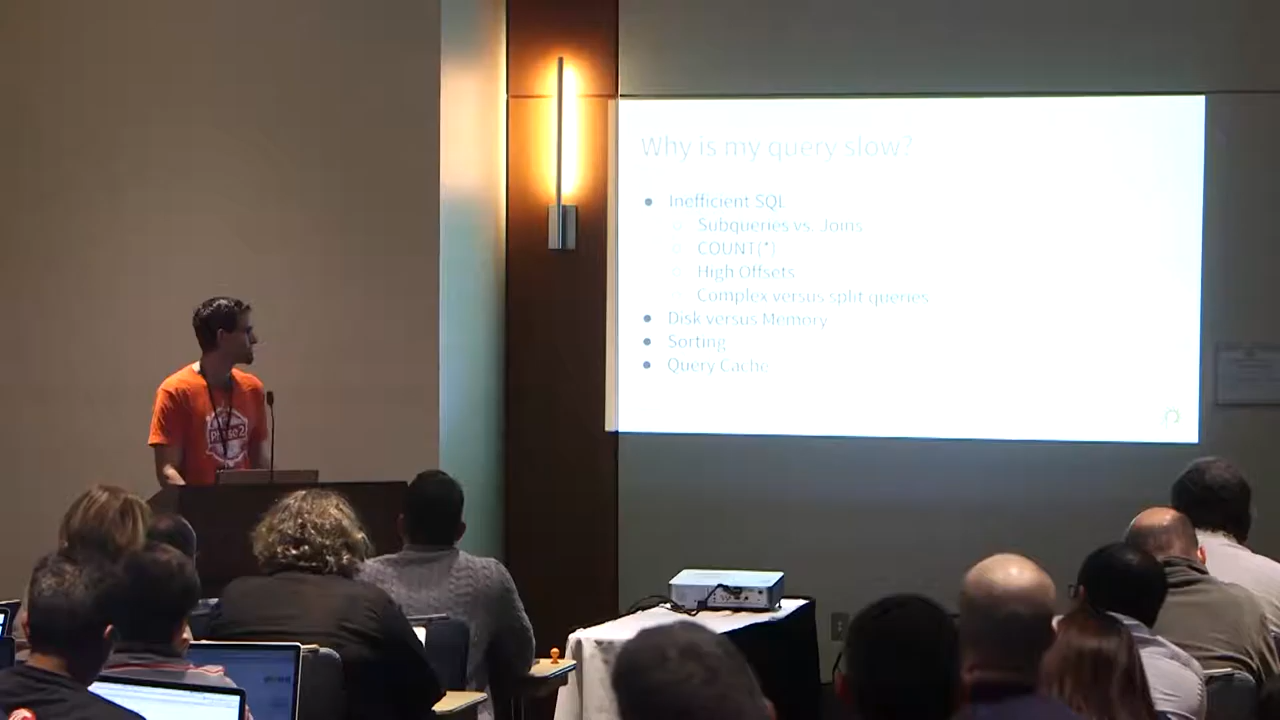 Why is my query slow?
● Inefficient SQL
○ Subqueries vs. Joins
○ COUNT(*)
○ High Offsets
○ Complex versus split queries
● Disk versus Memory
● Sorting
● Query Cache
Phase2